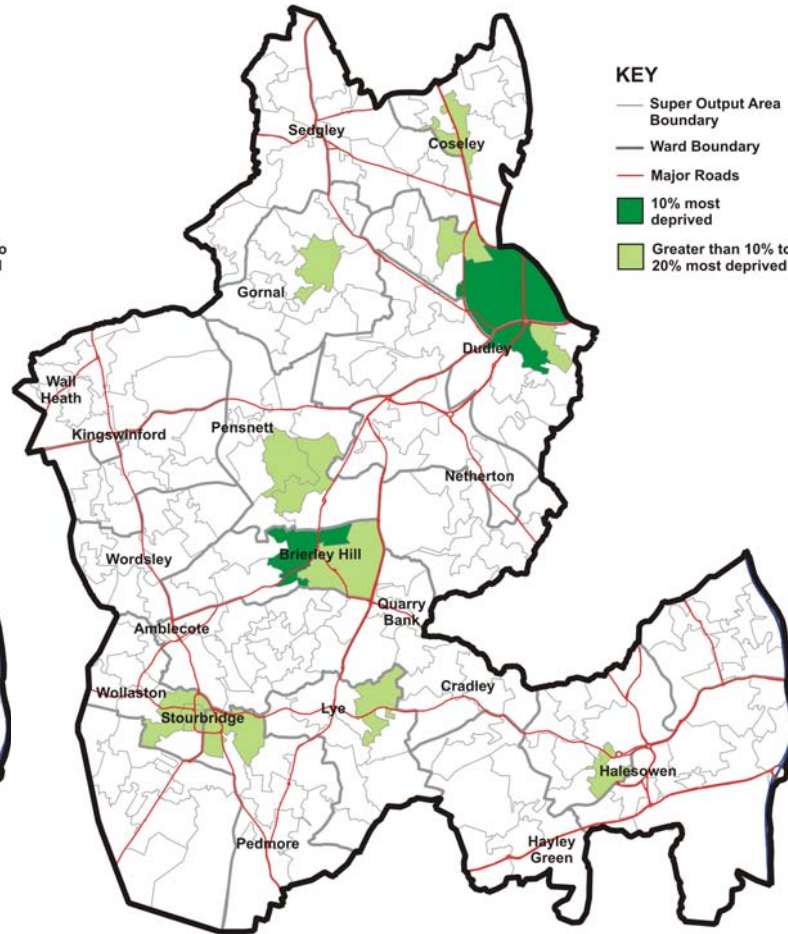 KEY
Super Output Area
Boundary
Ward Boundary
Major Roads
10% most
deprived
Greater than 10% to
20% most deprived
Sedgley
Coseley
Gornal
Dudley
Wall
Heath
Kingswinford
Pensnett
Netherton
Wordsley
Brierley Hill
Quarry
Bank
Amblecote
Wollaston
Stourbridge
Lye
Cradley
Halesowen
Pedmore
Hayley
Green